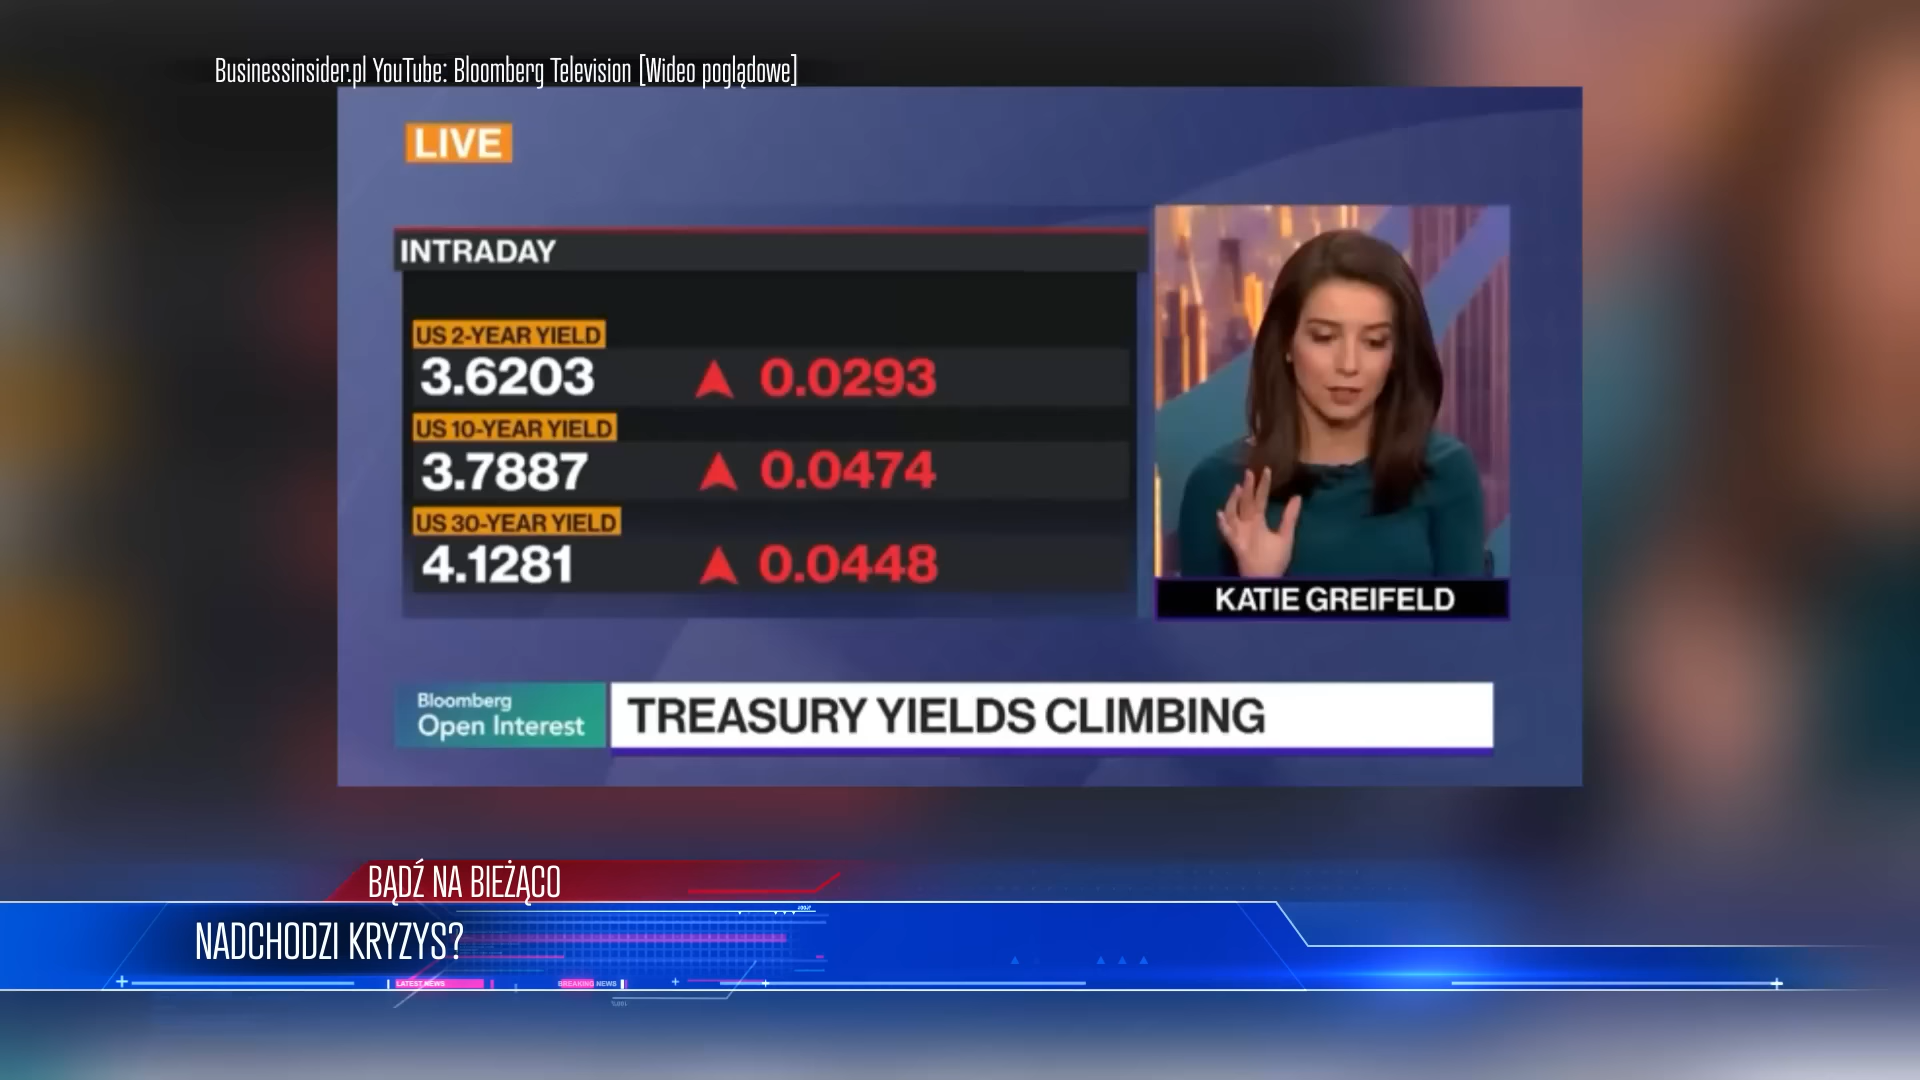 Businessinsider.pl YouTube: Bloomberg Television [Wideo poglądowe]
LIVE
INTRADAY
US 2-YEAR YIELD
3.6203 ▲ 0.0293
US 10-YEAR YIELD
3.7887 ▲ 0.0474
US 30-YEAR YIELD
4.1281 ▲ 0.0448
KATIE GREIFELD
Bloomberg
Open Interest
TREASURY YIELDS CLIMBING
BĄDŹ NA BIEŻĄCO
NADCHODZI KRYZYS?
LATEST NEWS
BREAKING NEWS